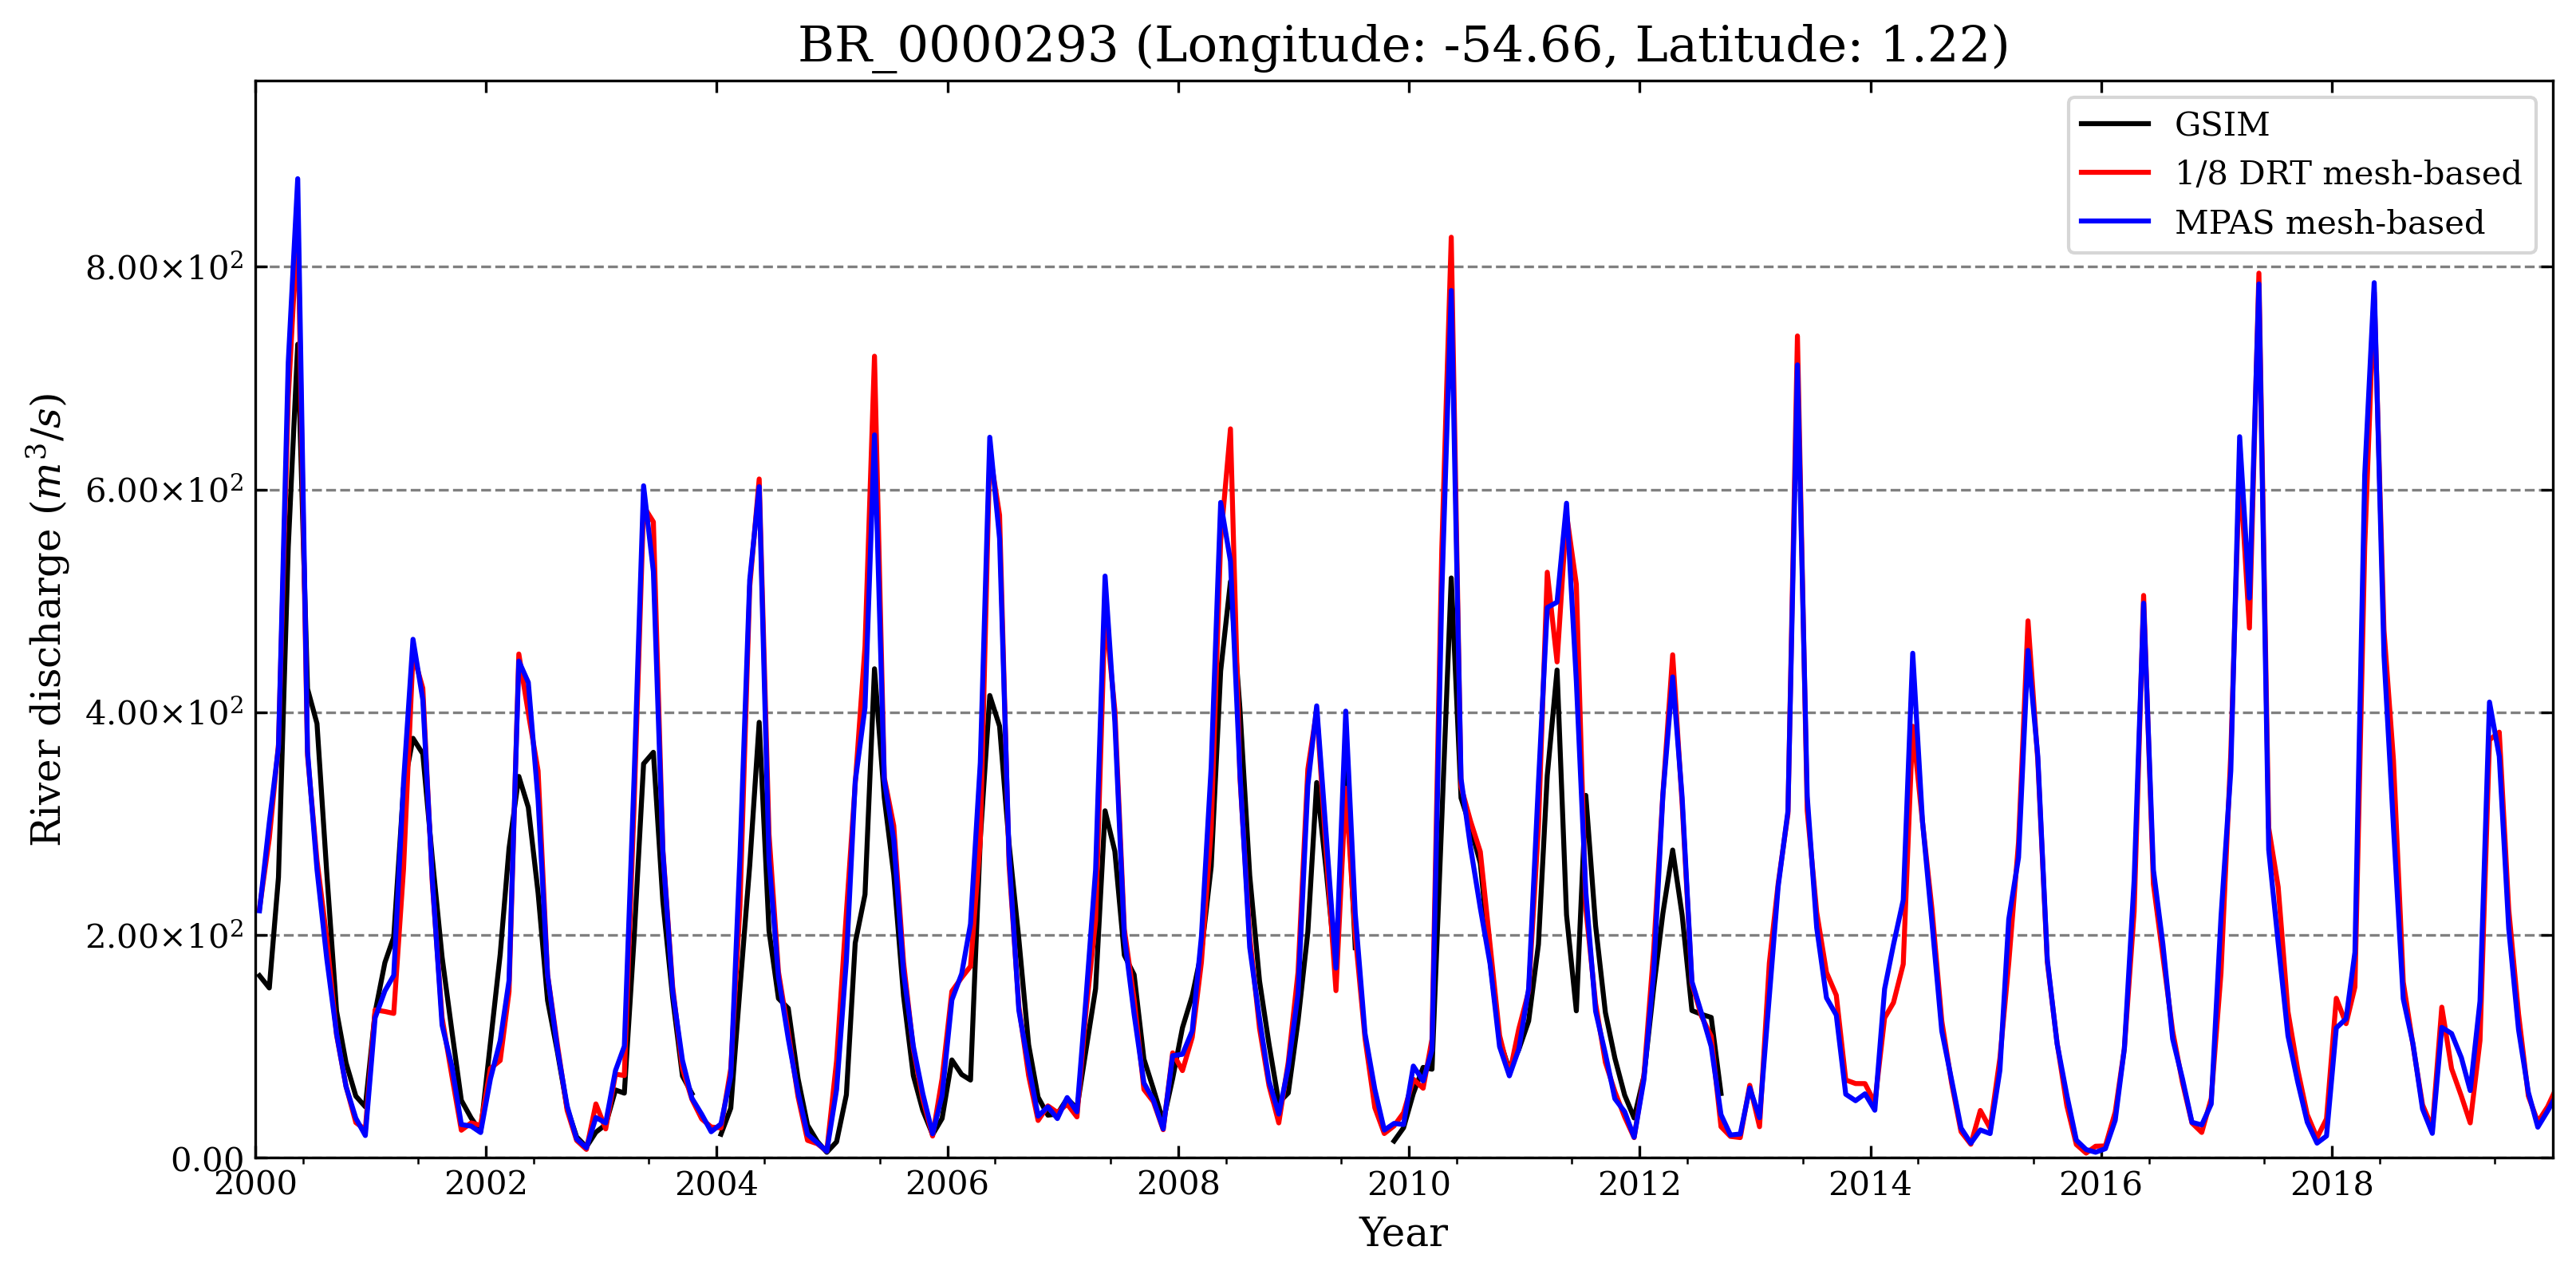 BR_0000293 (Longitude: -54.66, Latitude: 1.22)
GSIM
1/8 DRT mesh-based
MPAS mesh-based
River discharge (m³/s)
8.00×10²
6.00×10²
4.00×10²
2.00×10²
0.00
2000 2002 2004 2006 2008 2010 2012 2014 2016 2018
Year